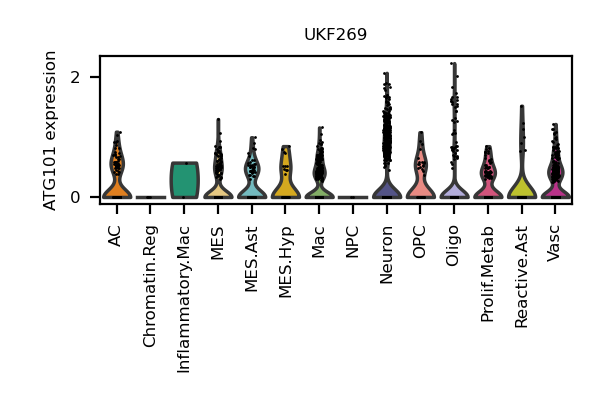 UKF269
ATG101 expression
2
0
AC
Chromatin.Reg
Inflammatory.Mac
MES
MES.Ast
MES.Hyp
Mac
NPC
Neuron
OPC
Oligo
Prolif.Metab
Reactive.Ast
Vasc